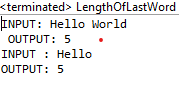 <terminated> LengthOfLastWord
INPUT: Hello World
OUTPUT: 5
INPUT : Hello
OUTPUT: 5